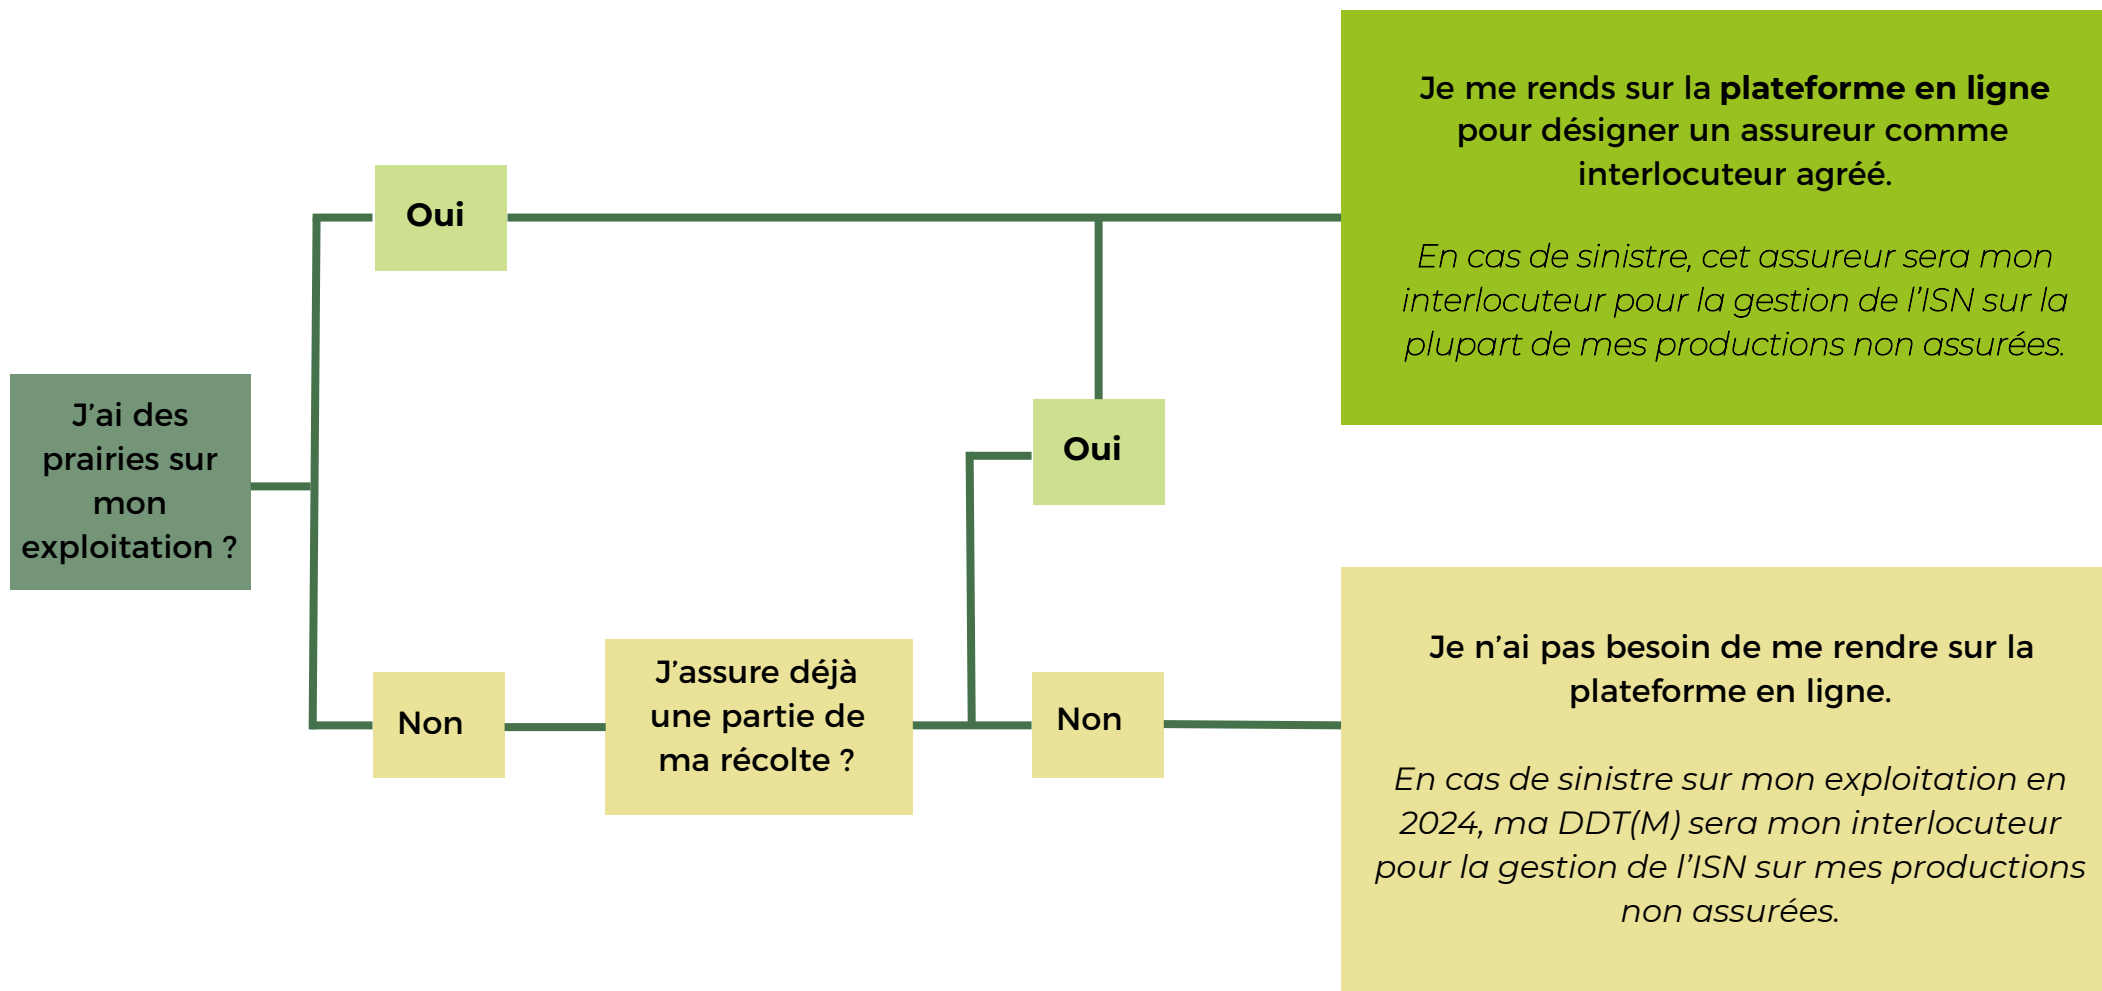 J’ai des
prairies sur
mon
exploitation ?
Oui
Non
J’assure déjà
une partie de
ma récolte ?
Oui
Non
Je me rends sur la plateforme en ligne
pour désigner un assureur comme
interlocuteur agréé.
En cas de sinistre, cet assureur sera mon
interlocuteur pour la gestion de l’ISN sur la
plupart de mes productions non assurées.
Je n’ai pas besoin de me rendre sur la
plateforme en ligne.
En cas de sinistre sur mon exploitation en
2024, ma DDT(M) sera mon interlocuteur
pour la gestion de l’ISN sur mes productions
non assurées.